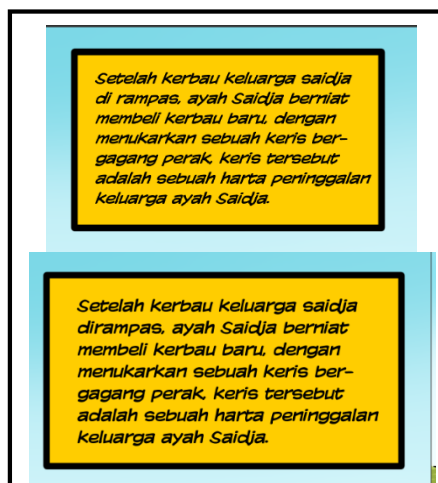 Setelah kerbau keluarga saidja
di rampas, ayah Saidja berniat
membeli kerbau baru, dengan
menukarkan sebuah keris ber-
gagang perak, keris tersebut
adalah sebuah harta peninggalan
keluarga ayah Saidja.
Setelah kerbau keluarga saidja
dirampas, ayah Saidja berniat
membeli kerbau baru, dengan
menukarkan sebuah keris ber-
gagang perak, keris tersebut
adalah sebuah harta peninggalan
keluarga ayah Saidja.